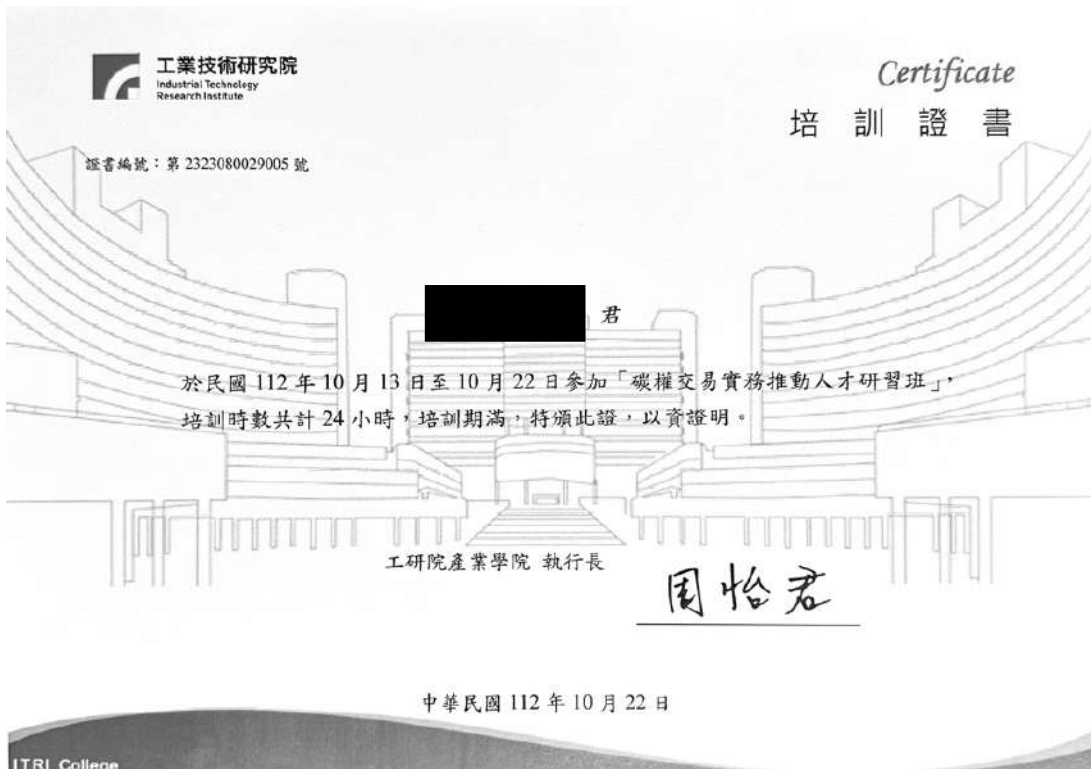 工業技術研究院
Industrial Technology
Research Institute
Certificate
培訓證書
證書編號：第 2323080029005 號
君
於民國 112 年 10 月 13 日至 10 月 22 日參加「碳權交易實務推動人才研習班」，
培訓時數共計 24 小時，培訓期滿，特頒此證，以資證明。
工研院產業學院 執行長
周怡君
中華民國 112 年 10 月 22 日
ITRI College